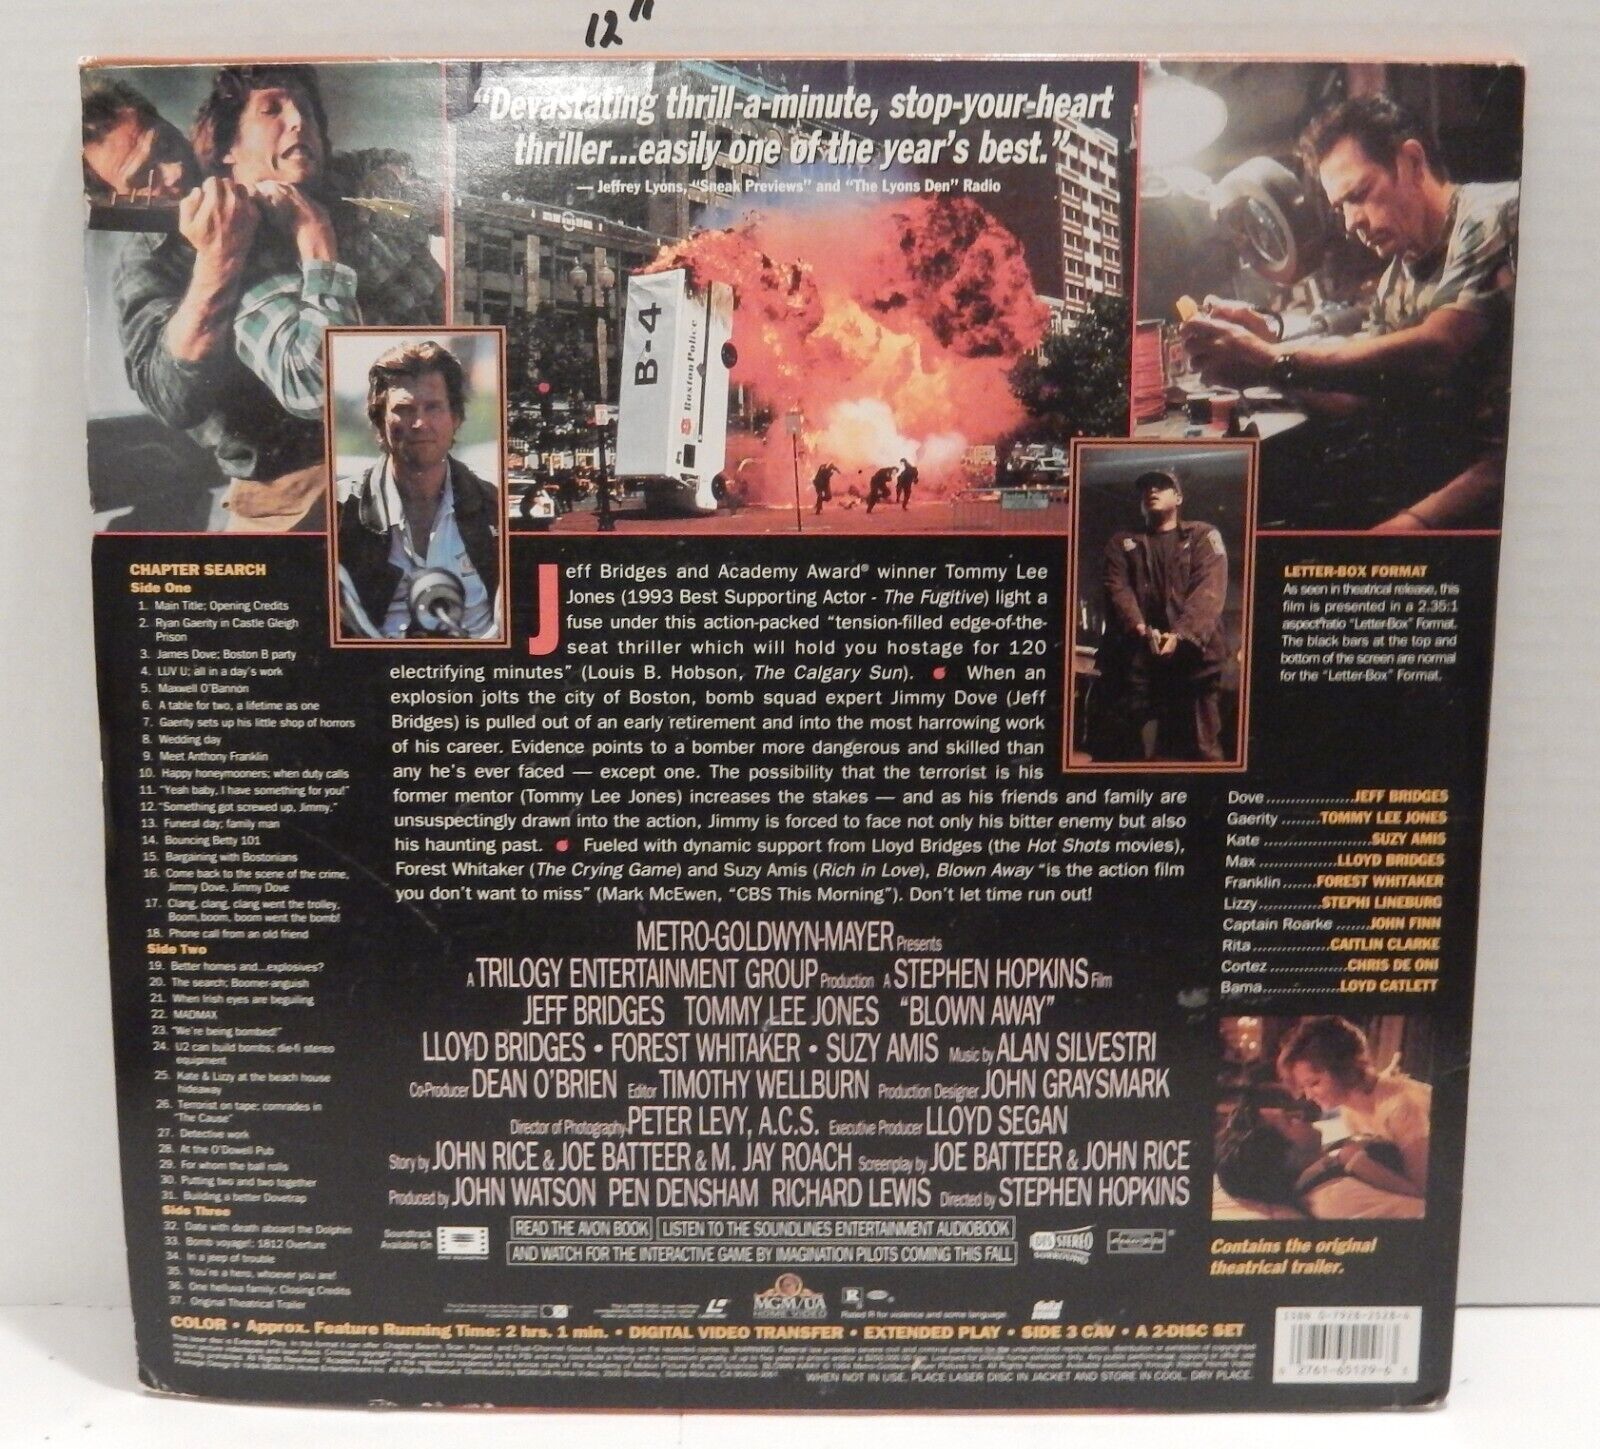 12"
"Devastating thrill-a-minute, stop-your-heart
thriller...easily one of the year's best."
— Jeffrey Lyons, "Sneak Previews" and "The Lyons Den" Radio
B-4
Boston Police
CHAPTER SEARCH
Side One
1. Main Title; Opening Credits
2. Ryan Gaerity in Castle Gleigh
Prison
3. James Dove; Boston B party
4. LUV U; all in a day's work
5. Maxwell O'Bannon
6. A table for two, a lifetime as one
7. Gaerity sets up his little shop of horrors
8. Wedding day
9. Meet Anthony Franklin
10. Happy honeymooners; when duty calls
11. "Yeah baby, I have something for you!"
12. "Something got screwed up, Jimmy."
13. Funeral day; family man
14. Bouncing Betty 101
15. Bargaining with Bostonians
16. Come back to the scene of the crime,
Jimmy Dove, Jimmy Dove
17. Clang, clang, clang went the trolley,
Boom, boom, boom went the bomb!
18. Phone call from an old friend
Side Two
19. Better homes and...explosives?
20. The search; Boomer-anguish
21. When Irish eyes are beguiling
22. MADMAX
23. "We're being bombed!"
24. U2 can build bombs; die-fi stereo
equipment
25. Kate & Lizzy at the beach house
hideaway
26. Terrorist on tape; comrades in
"The Cause"
27. Detective work
28. At the O'Dowell Pub
29. For whom the ball rolls
30. Putting two and two together
31. Building a better Dovetrap
Side Three
32. Date with death aboard the Dolphin
33. Bomb voyage!; 1812 Overture
34. In a jeep of trouble
35. You're a hero, whoever you are!
36. One helluva family; Closing Credits
37. Original Theatrical Trailer
Jeff Bridges and Academy Award® winner Tommy Lee
Jones (1993 Best Supporting Actor - The Fugitive) light a
fuse under this action-packed "tension-filled edge-of-the-
seat thriller which will hold you hostage for 120
electrifying minutes" (Louis B. Hobson, The Calgary Sun). When an
explosion jolts the city of Boston, bomb squad expert Jimmy Dove (Jeff
Bridges) is pulled out of an early retirement and into the most harrowing work
of his career. Evidence points to a bomber more dangerous and skilled than
any he's ever faced — except one. The possibility that the terrorist is his
former mentor (Tommy Lee Jones) increases the stakes — and as his friends and family are
unsuspectingly drawn into the action, Jimmy is forced to face not only his bitter enemy but also
his haunting past. Fueled with dynamic support from Lloyd Bridges (the Hot Shots movies),
Forest Whitaker (The Crying Game) and Suzy Amis (Rich in Love), Blown Away "is the action film
you don't want to miss" (Mark McEwen, "CBS This Morning"). Don't let time run out!
LETTER-BOX FORMAT
As seen in theatrical release, this
film is presented in a 2.35:1
aspect ratio "Letter-Box" Format.
The black bars at the top and
bottom of the screen are normal
for the "Letter-Box" Format.
Dove..................JEFF BRIDGES
Gaerity ........TOMMY LEE JONES
Kate .......................SUZY AMIS
Max ................LLOYD BRIDGES
Franklin.......FOREST WHITAKER
Lizzy.............STEPHI LINEBURG
Captain Roarke .......JOHN FINN
Rita................CAITLIN CLARKE
Cortez ................CHRIS DE ONI
Bama................LOYD CATLETT
METRO-GOLDWYN-MAYER Presents
A TRILOGY ENTERTAINMENT GROUP Production A STEPHEN HOPKINS Film
JEFF BRIDGES TOMMY LEE JONES "BLOWN AWAY"
LLOYD BRIDGES • FOREST WHITAKER • SUZY AMIS Music by ALAN SILVESTRI
Co-Producer DEAN O'BRIEN Editor TIMOTHY WELLBURN Production Designer JOHN GRAYSMARK
Director of Photography PETER LEVY, A.C.S. Executive Producer LLOYD SEGAN
Story by JOHN RICE & JOE BATTEER & M. JAY ROACH Screenplay by JOE BATTEER & JOHN RICE
Produced by JOHN WATSON PEN DENSHAM RICHARD LEWIS Directed by STEPHEN HOPKINS
Soundtrack
Available On
READ THE AVON BOOK LISTEN TO THE SOUNDLINES ENTERTAINMENT AUDIOBOOK
AND WATCH FOR THE INTERACTIVE GAME BY IMAGINATION PILOTS COMING THIS FALL
STEREO
SURROUND
Contains the original
theatrical trailer.
MGM/UA
HOME VIDEO
R
Rated R for violence and some language.
COLOR • Approx. Feature Running Time: 2 hrs. 1 min. • DIGITAL VIDEO TRANSFER • EXTENDED PLAY • SIDE 3 CAV • A 2-DISC SET
WHEN NOT IN USE, PLACE LASER DISC IN JACKET AND STORE IN COOL, DRY PLACE.
ISBN 0-7928-2528-6